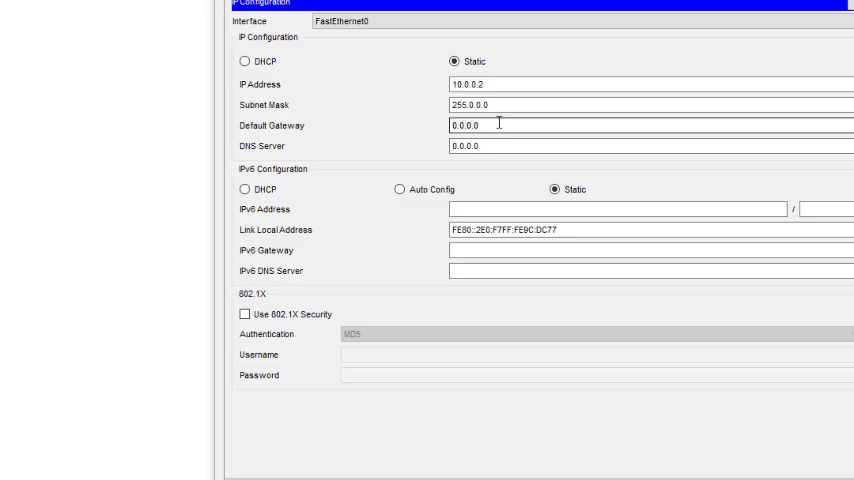 IP Configuration
Interface FastEthernet0
IP Configuration
DHCP Static
IP Address 10.0.0.2
Subnet Mask 255.0.0.0
Default Gateway 0.0.0.0
DNS Server 0.0.0.0
IPv6 Configuration
DHCP Auto Config Static
IPv6 Address /
Link Local Address FE80::2E0:F7FF:FE9C:DC77
IPv6 Gateway
IPv6 DNS Server
802.1X
Use 802.1X Security
Authentication MD5
Username
Password